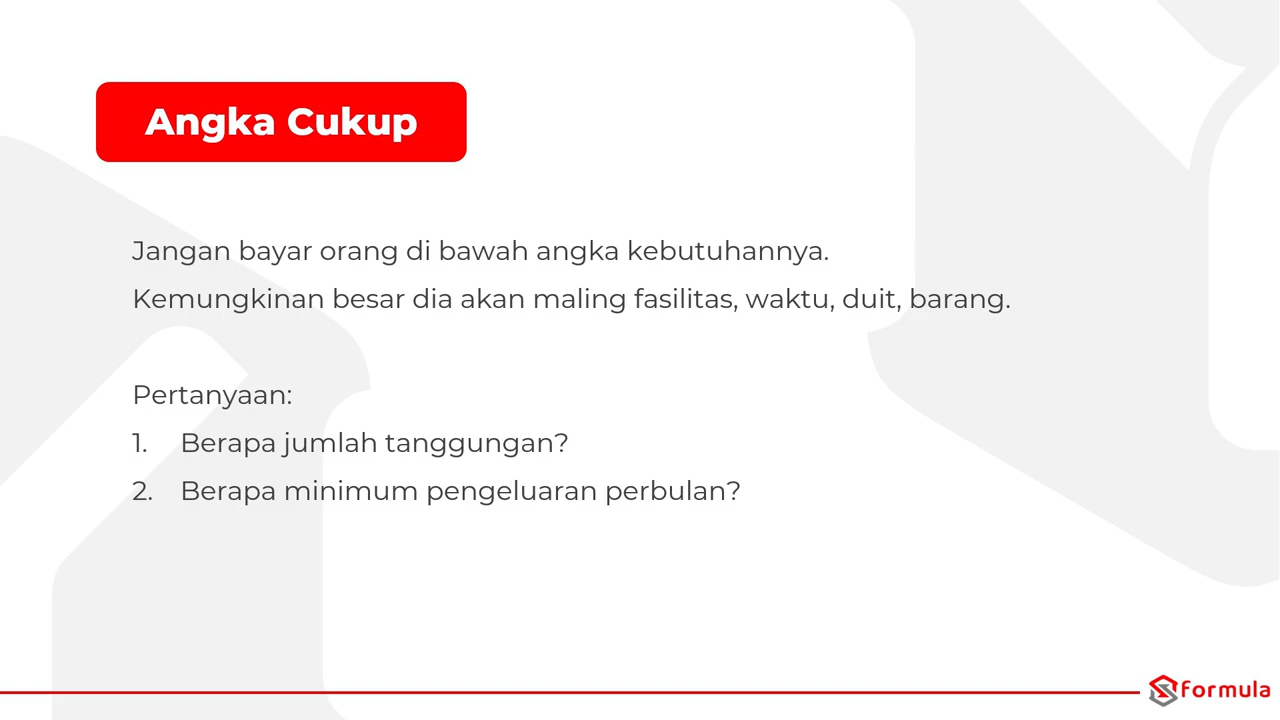 Angka Cukup
Jangan bayar orang di bawah angka kebutuhannya.
Kemungkinan besar dia akan maling fasilitas, waktu, duit, barang.
Pertanyaan:
1. Berapa jumlah tanggungan?
2. Berapa minimum pengeluaran perbulan?
formula